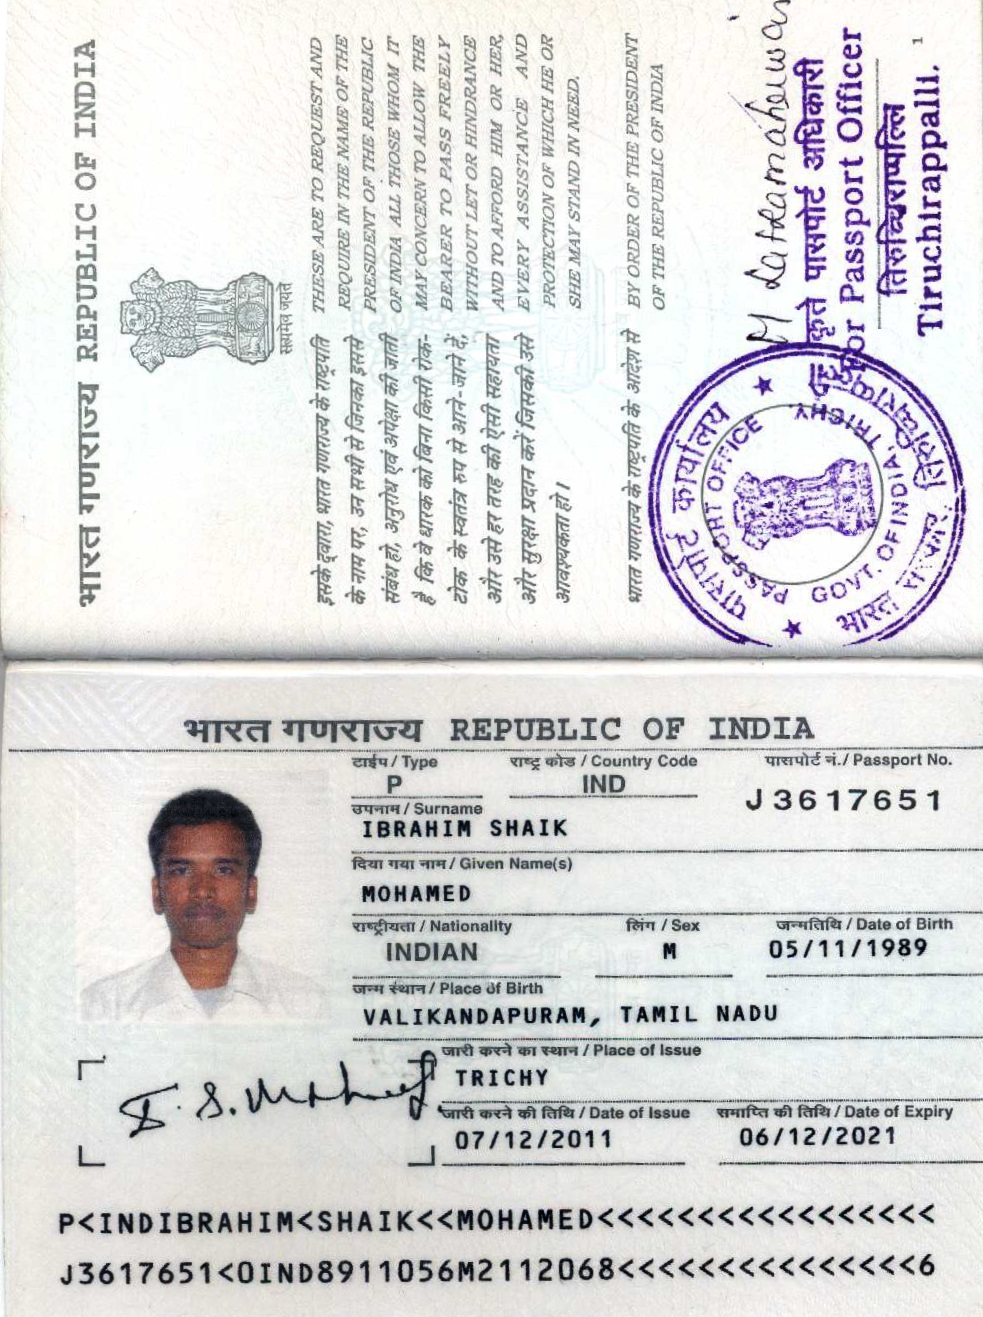 भारत गणराज्य REPUBLIC OF INDIA
सत्यमेव जयते
इसके द्वारा, भारत गणराज्य के राष्ट्रपति
के नाम पर, उन सभी से जिनका इससे
संबंध हो, अनुरोध एवं अपेक्षा की जाती
है कि वे धारक को बिना किसी रोक-
टोक के स्वतंत्र रुप से आने-जाने दें,
और उसे हर तरह की ऐसी सहायता
और सुरक्षा प्रदान करें जिसकी उसे
आवश्यकता हो।
THESE ARE TO REQUEST AND
REQUIRE IN THE NAME OF THE
PRESIDENT OF THE REPUBLIC
OF INDIA ALL THOSE WHOM IT
MAY CONCERN TO ALLOW THE
BEARER TO PASS FREELY
WITHOUT LET OR HINDRANCE
AND TO AFFORD HIM OR HER,
EVERY ASSISTANCE AND
PROTECTION OF WHICH HE OR
SHE MAY STAND IN NEED.
भारत गणराज्य के राष्ट्रपति के आदेश से
BY ORDER OF THE PRESIDENT
OF THE REPUBLIC OF INDIA
पासपोर्ट कार्यालय
PASSPORT OFFICE
TRICHY
GOVT. OF INDIA, TRICHY
भारत सरकार
कृते पासपोर्ट अधिकारी
For Passport Officer
तिरुच्चिराप्पल्लि
Tiruchirappalli.
1
भारत गणराज्य REPUBLIC OF INDIA
टाईप / Type राष्ट्र कोड / Country Code पासपोर्ट नं. / Passport No.
P IND J3617651
उपनाम / Surname
IBRAHIM SHAIK
दिया गया नाम / Given Name(s)
MOHAMED
राष्ट्रीयता / Nationality लिंग / Sex जन्मतिथि / Date of Birth
INDIAN M 05/11/1989
जन्म स्थान / Place of Birth
VALIKANDAPURAM, TAMIL NADU
जारी करने का स्थान / Place of Issue
TRICHY
जारी करने की तिथि / Date of Issue समाप्ति की तिथि / Date of Expiry
07/12/2011 06/12/2021
P<INDIBRAHIM<SHAIK<<MOHAMED<<<<<<<<<<<<<<<<<
J3617651<0IND8911056M2112068<<<<<<<<<<<<<<<6